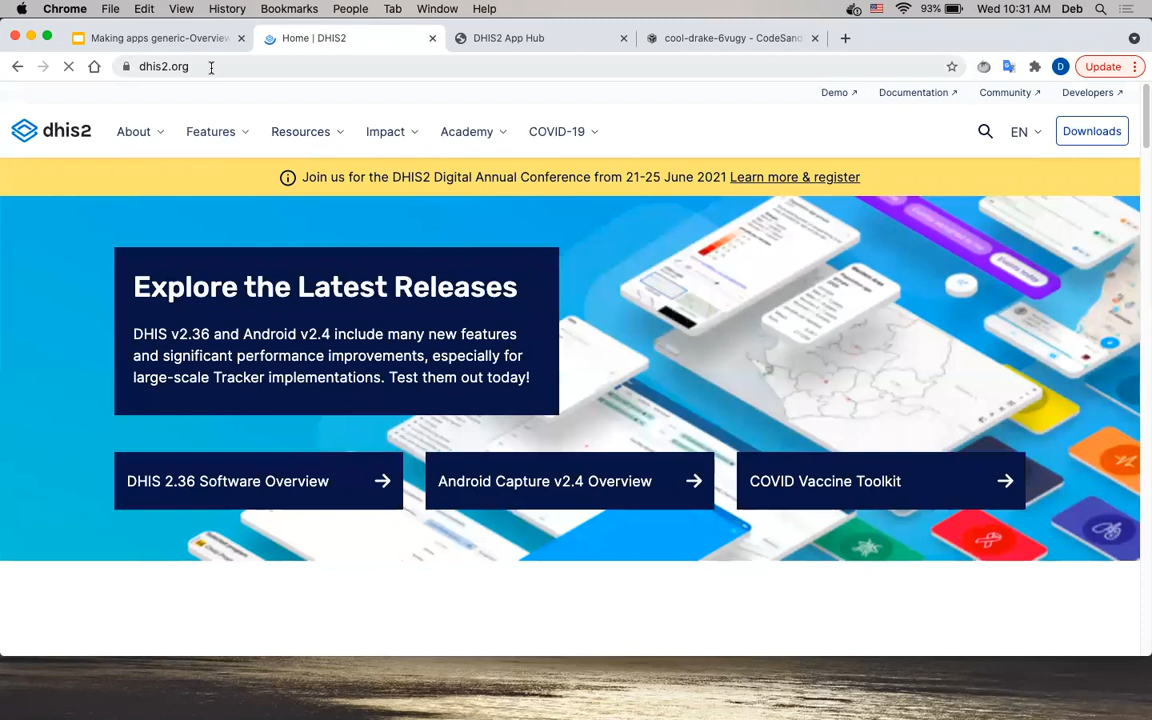 Chrome File Edit View History Bookmarks People Tab Window Help 93% Wed 10:31 AM Deb
Making apps generic-Overview Home | DHIS2 DHIS2 App Hub cool-drake-6vugy - CodeSand
dhis2.org D Update
Demo Documentation Community Developers
dhis2 About Features Resources Impact Academy COVID-19 EN Downloads
Join us for the DHIS2 Digital Annual Conference from 21-25 June 2021 Learn more & register
Explore the Latest Releases
DHIS v2.36 and Android v2.4 include many new features
and significant performance improvements, especially for
large-scale Tracker implementations. Test them out today!
DHIS 2.36 Software Overview Android Capture v2.4 Overview COVID Vaccine Toolkit